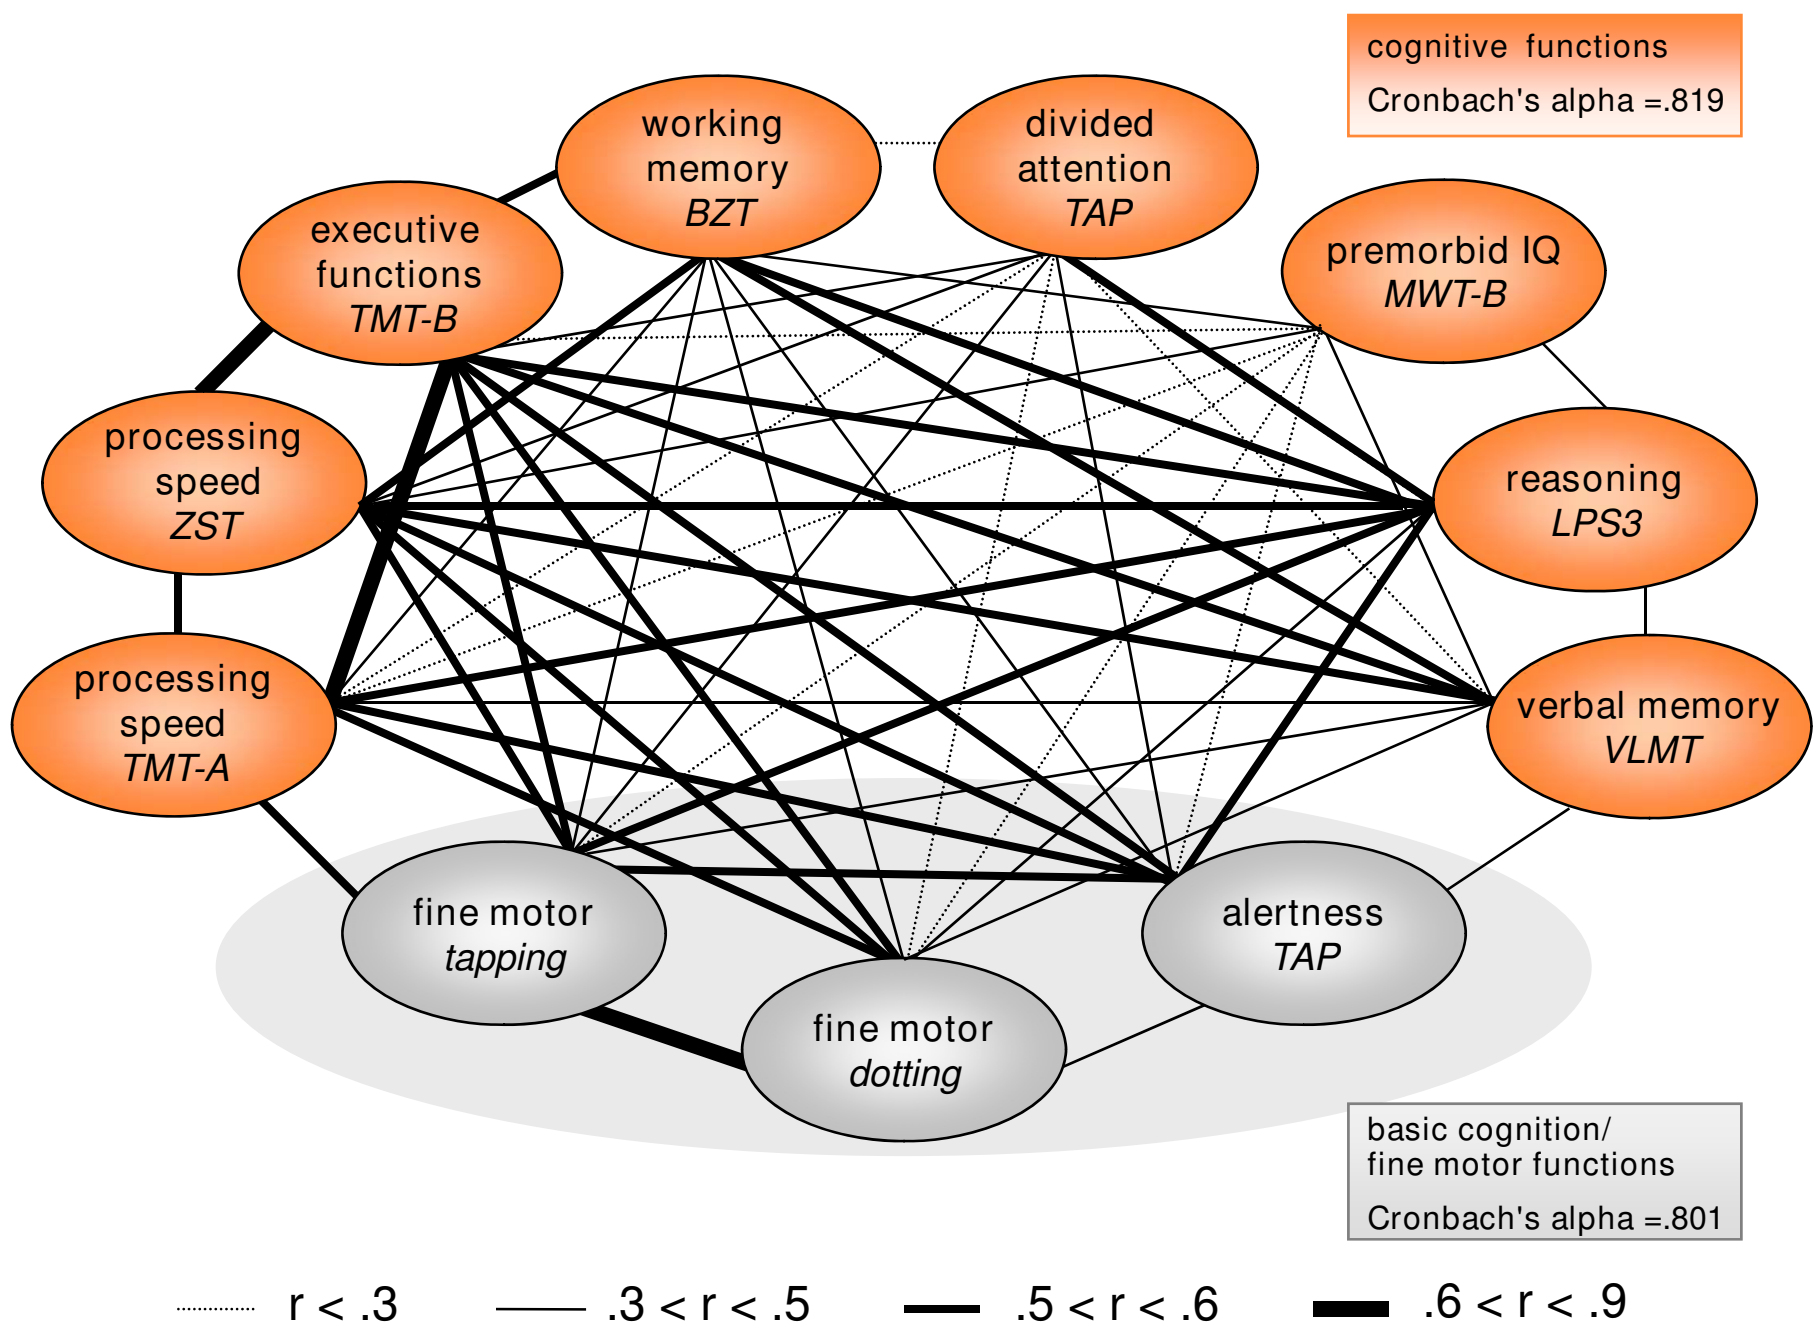 cognitive functions
Cronbach's alpha =.819
working
memory
BZT
divided
attention
TAP
executive
functions
TMT-B
premorbid IQ
MWT-B
processing
speed
ZST
reasoning
LPS3
processing
speed
TMT-A
verbal memory
VLMT
fine motor
tapping
alertness
TAP
fine motor
dotting
basic cognition/
fine motor functions
Cronbach's alpha =.801
r < .3
.3 < r < .5
.5 < r < .6
.6 < r < .9